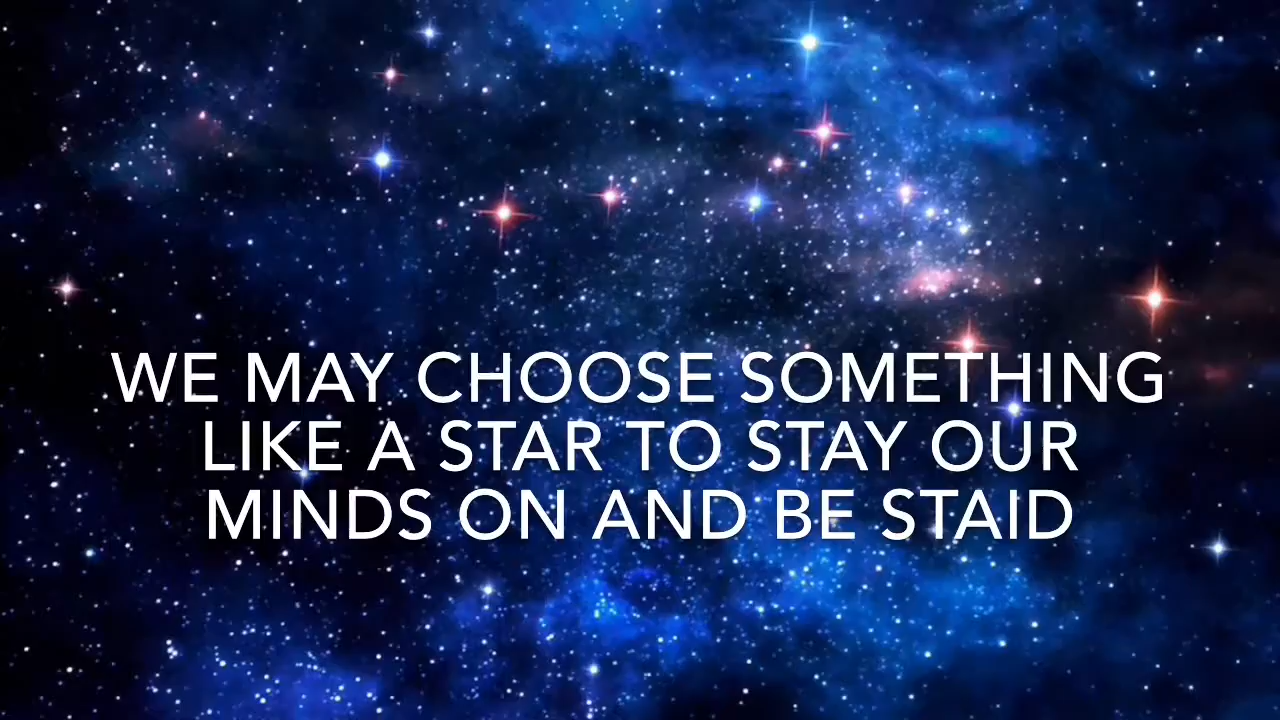 WE MAY CHOOSE SOMETHING
LIKE A STAR TO STAY OUR
MINDS ON AND BE STAID